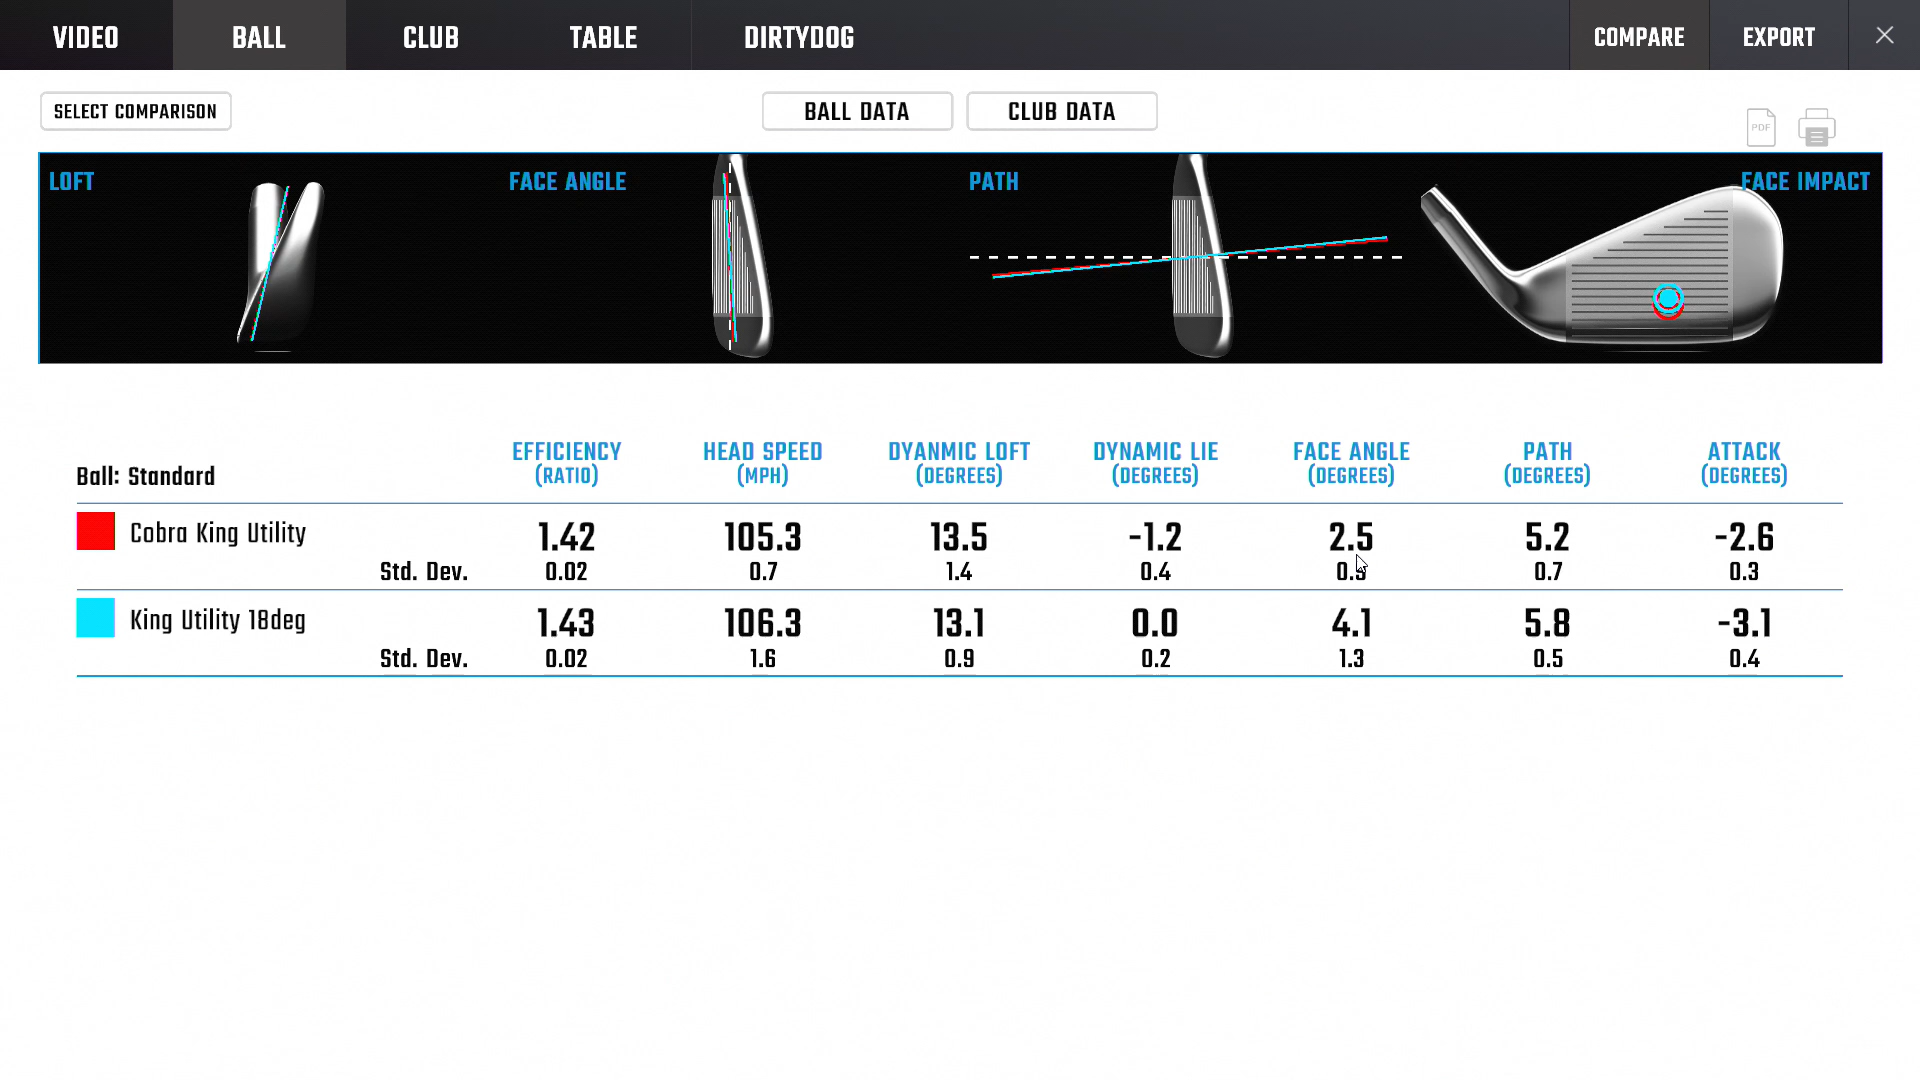 VIDEO BALL CLUB TABLE DIRTYDOG COMPARE EXPORT
SELECT COMPARISON BALL DATA CLUB DATA
PDF
LOFT FACE ANGLE PATH FACE IMPACT
EFFICIENCY HEAD SPEED DYANMIC LOFT DYNAMIC LIE FACE ANGLE PATH ATTACK
Ball: Standard (RATIO) (MPH) (DEGREES) (DEGREES) (DEGREES) (DEGREES) (DEGREES)
Cobra King Utility 1.42 105.3 13.5 -1.2 2.5 5.2 -2.6
Std. Dev. 0.02 0.7 1.4 0.4 0.7 0.3
King Utility 18deg 1.43 106.3 13.1 0.0 4.1 5.8 -3.1
Std. Dev. 0.02 1.6 0.9 0.2 1.3 0.5 0.4